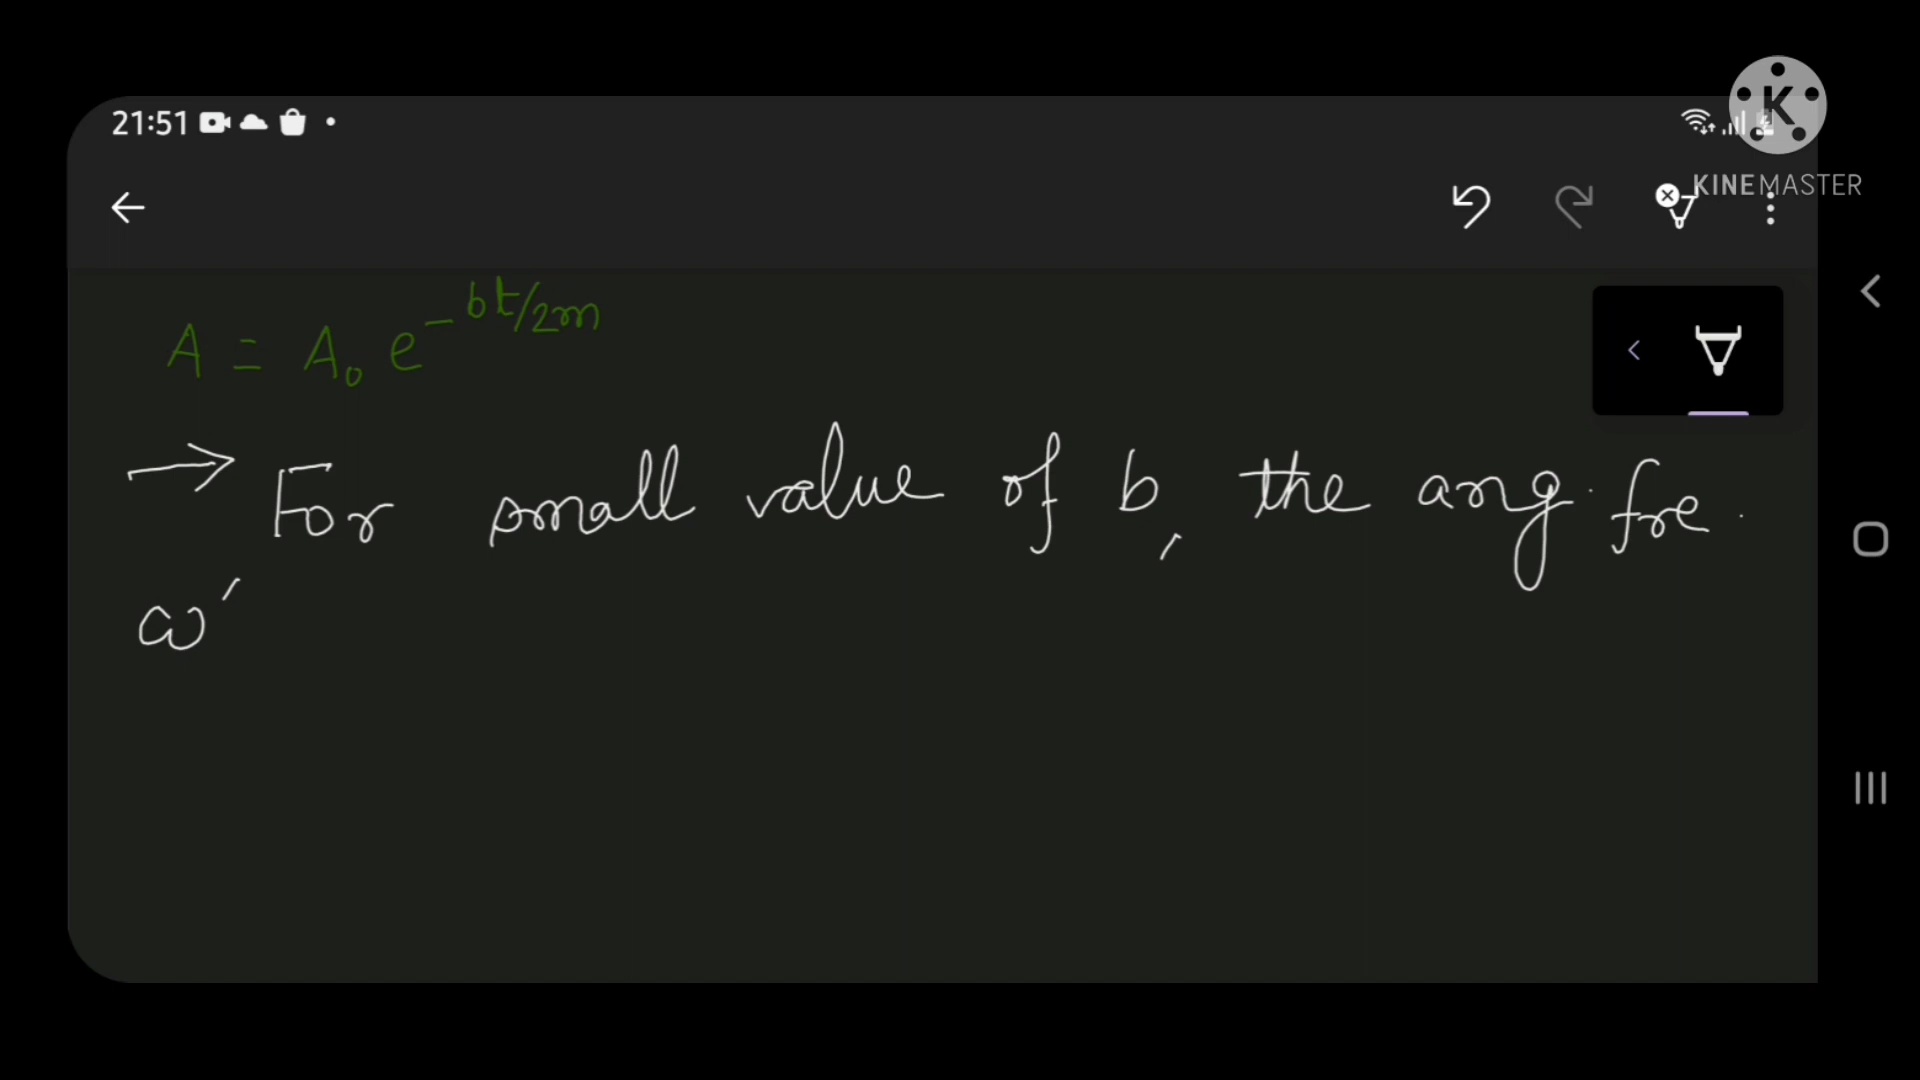 21:51
KINEMASTER
A = A₀ e^-bt/2m
→ For small value of b, the ang. fre.
ω′